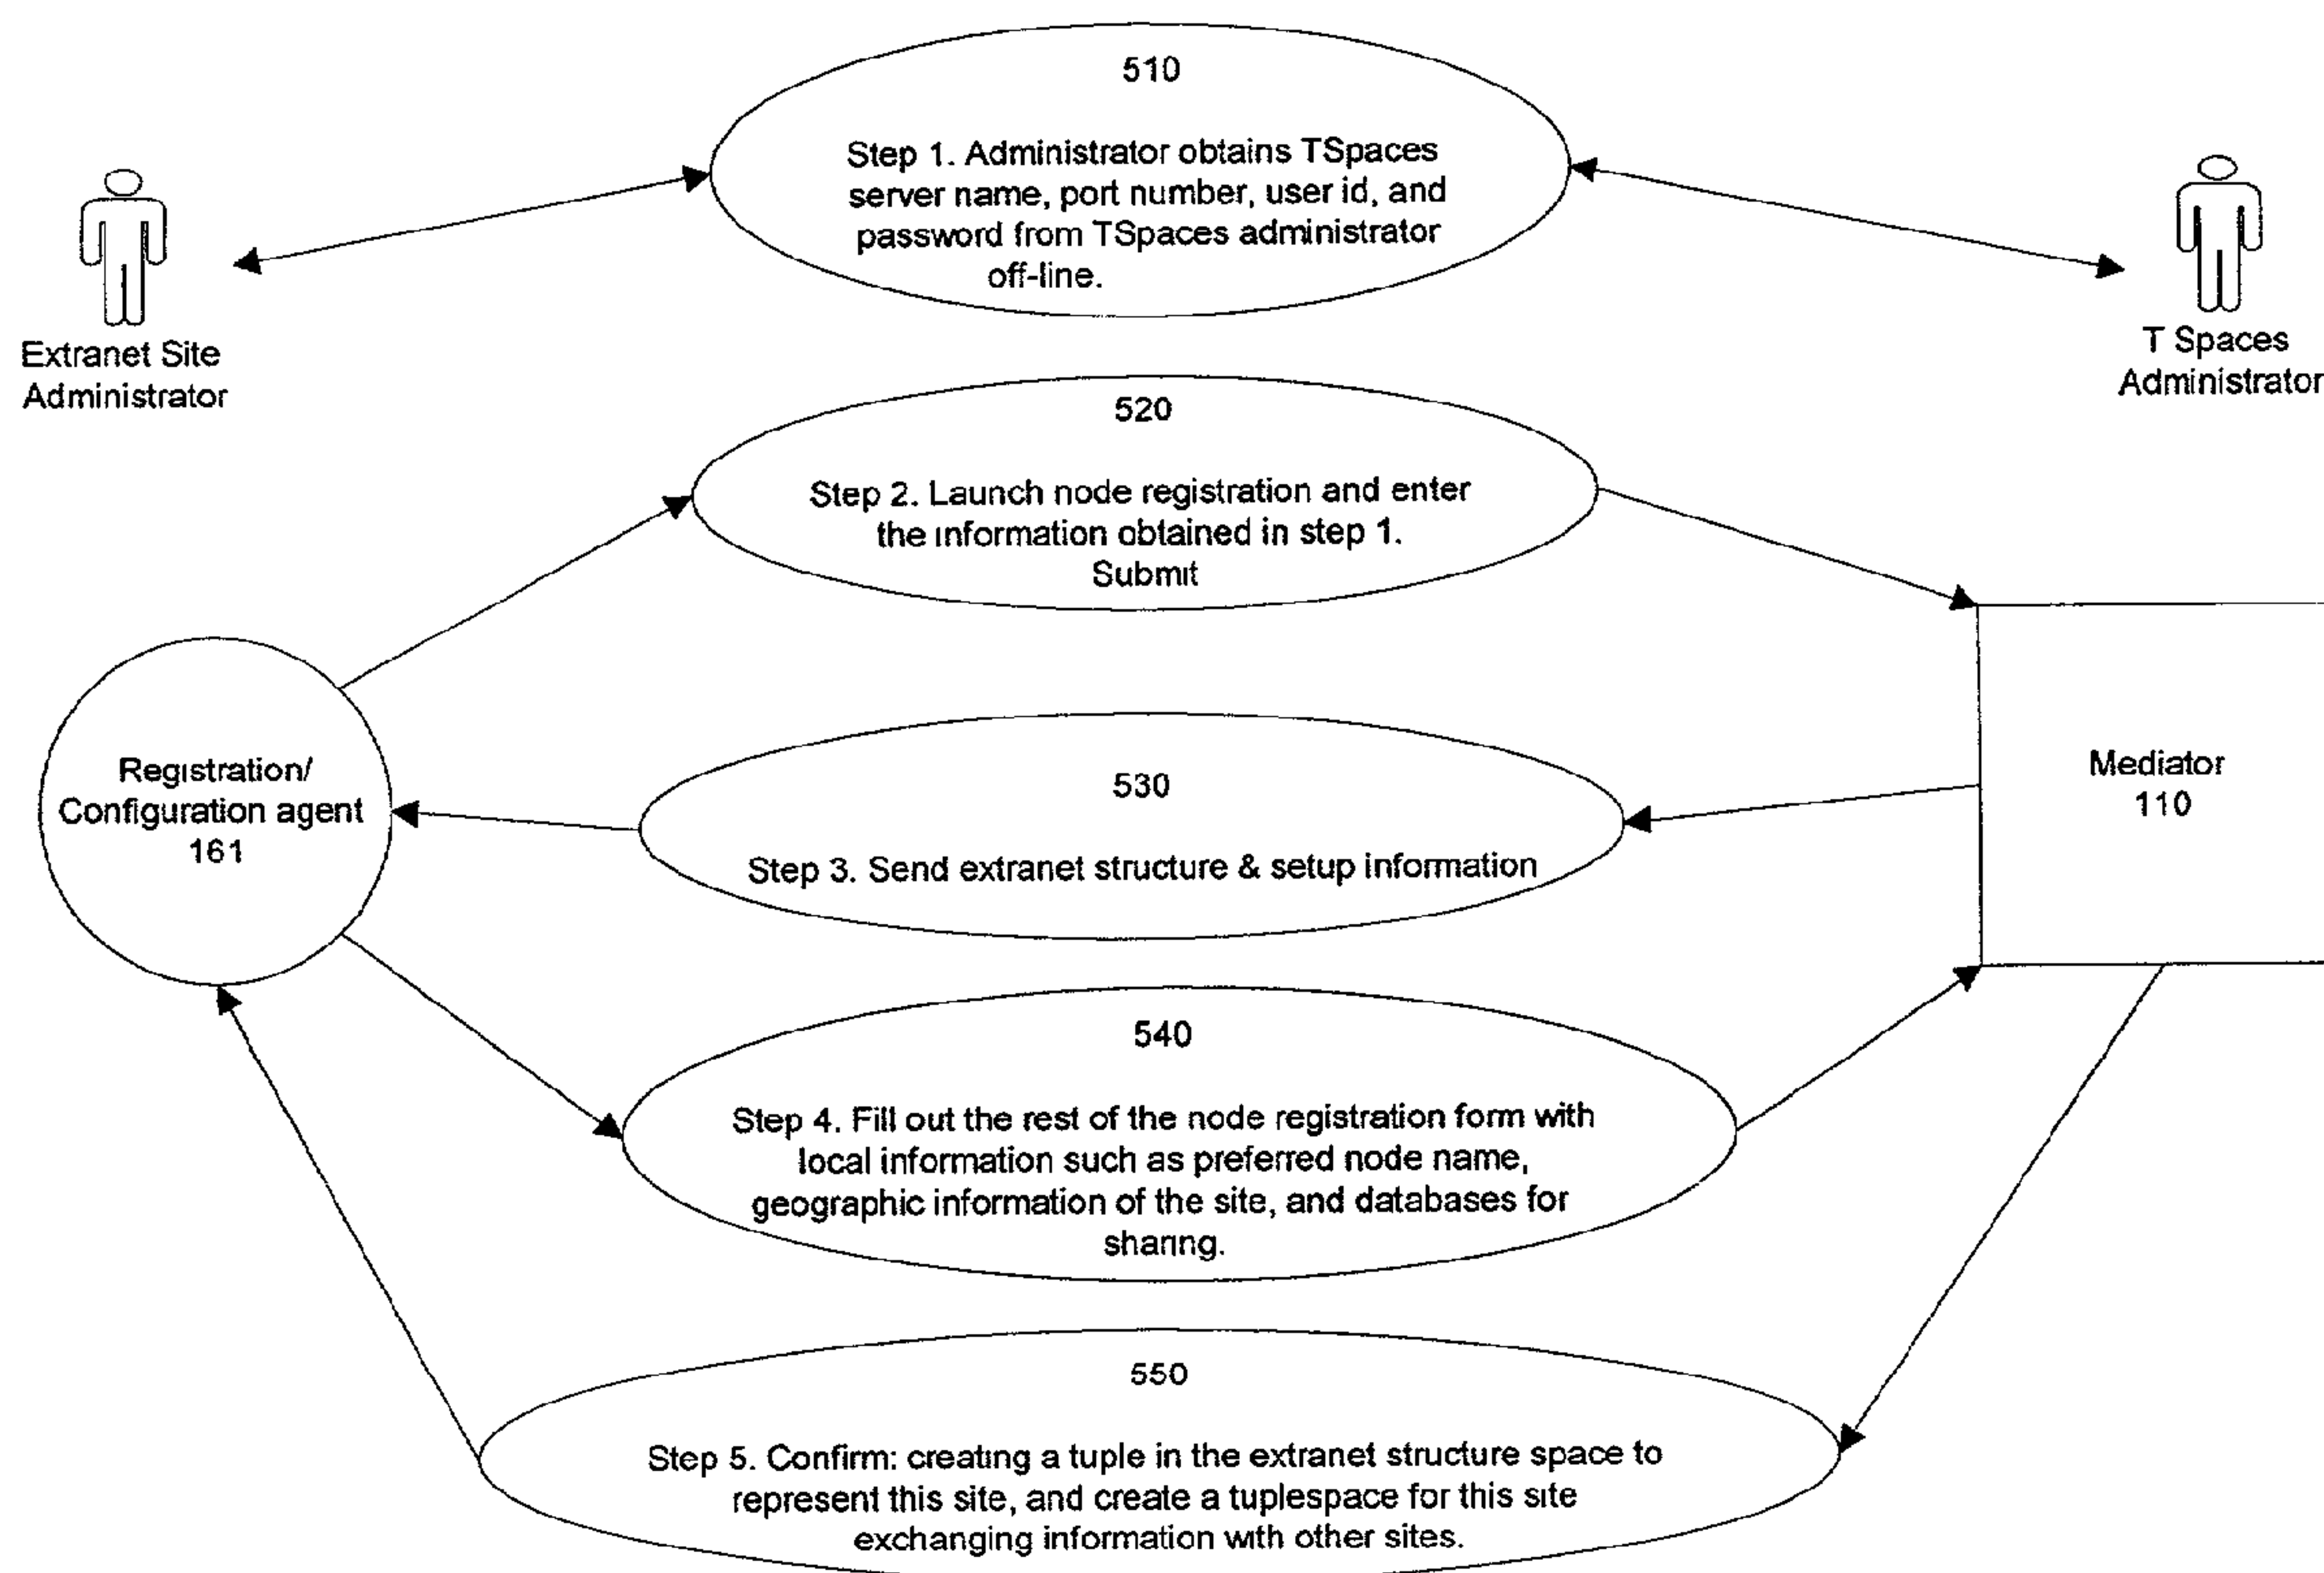 510
Step 1. Administrator obtains TSpaces
server name, port number, user id, and
password from TSpaces administrator
off-line.
Extranet Site
Administrator
T Spaces
Administrator
520
Step 2. Launch node registration and enter
the information obtained in step 1.
Submit
Registration/
Configuration agent
161
530
Step 3. Send extranet structure & setup information
Mediator
110
540
Step 4. Fill out the rest of the node registration form with
local information such as preferred node name,
geographic information of the site, and databases for
sharing.
550
Step 5. Confirm: creating a tuple in the extranet structure space to
represent this site, and create a tuplespace for this site
exchanging information with other sites.